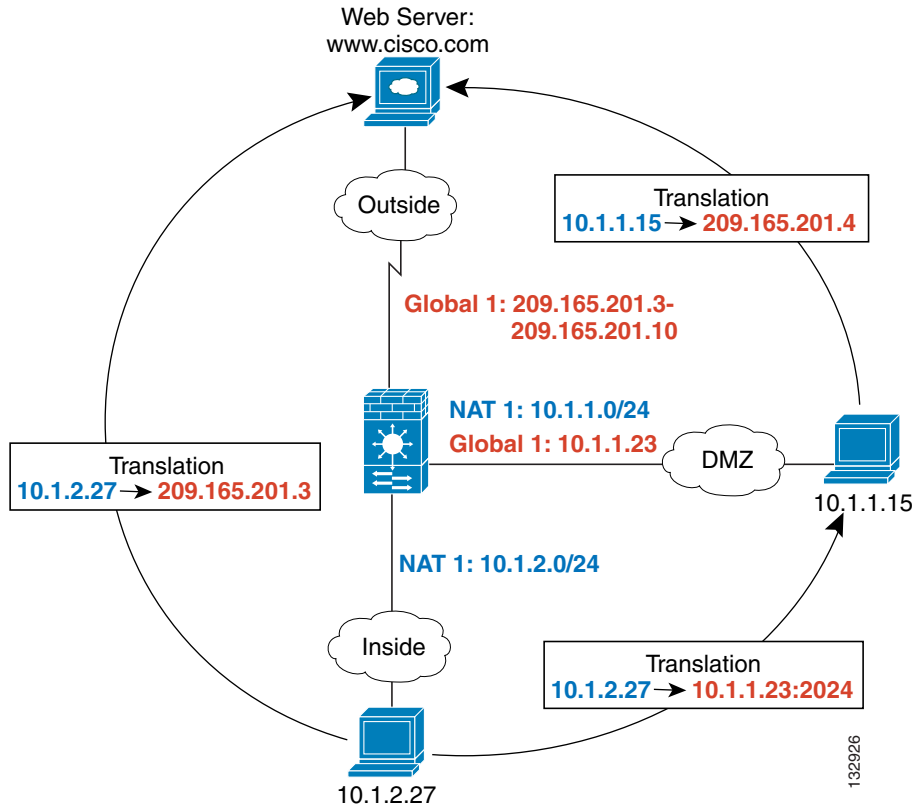 Web Server:
www.cisco.com
Outside
Translation
10.1.1.15 209.165.201.4
Global 1: 209.165.201.3-
209.165.201.10
NAT 1: 10.1.1.0/24
Global 1: 10.1.1.23
DMZ
10.1.1.15
Translation
10.1.2.27 209.165.201.3
NAT 1: 10.1.2.0/24
Inside
Translation
10.1.2.27 10.1.1.23:2024
10.1.2.27
132926